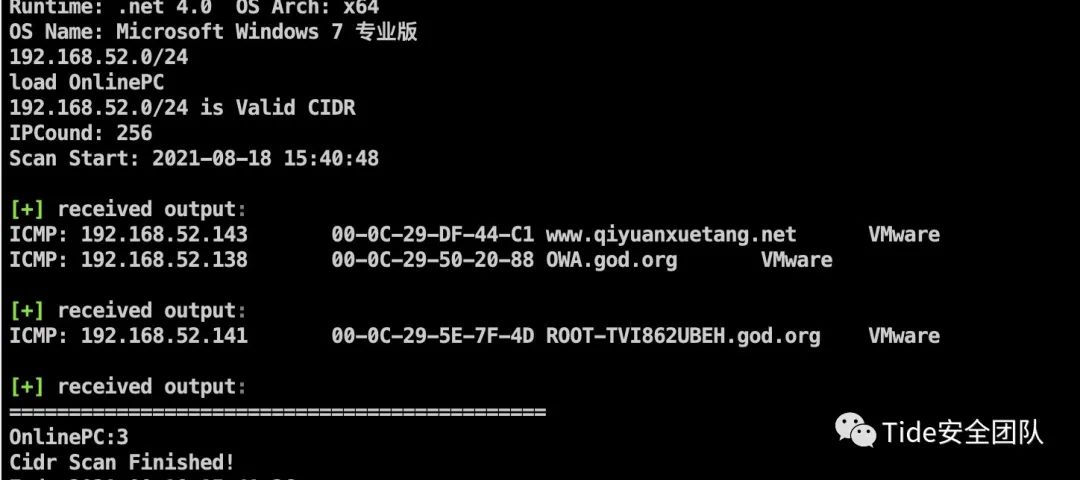 Runtime: .net 4.0  OS Arch: x64
OS Name: Microsoft Windows 7 专业版
192.168.52.0/24
load OnlinePC
192.168.52.0/24 is Valid CIDR
IPCound: 256
Scan Start: 2021-08-18 15:40:48
[+] received output:
ICMP: 192.168.52.143       00-0C-29-DF-44-C1 www.qiyuanxuetang.net      VMware
ICMP: 192.168.52.138       00-0C-29-50-20-88 OWA.god.org       VMware
[+] received output:
ICMP: 192.168.52.141       00-0C-29-5E-7F-4D ROOT-TVI862UBEH.god.org    VMware
[+] received output:
=============================================
OnlinePC:3
Cidr Scan Finished!
Tide安全团队